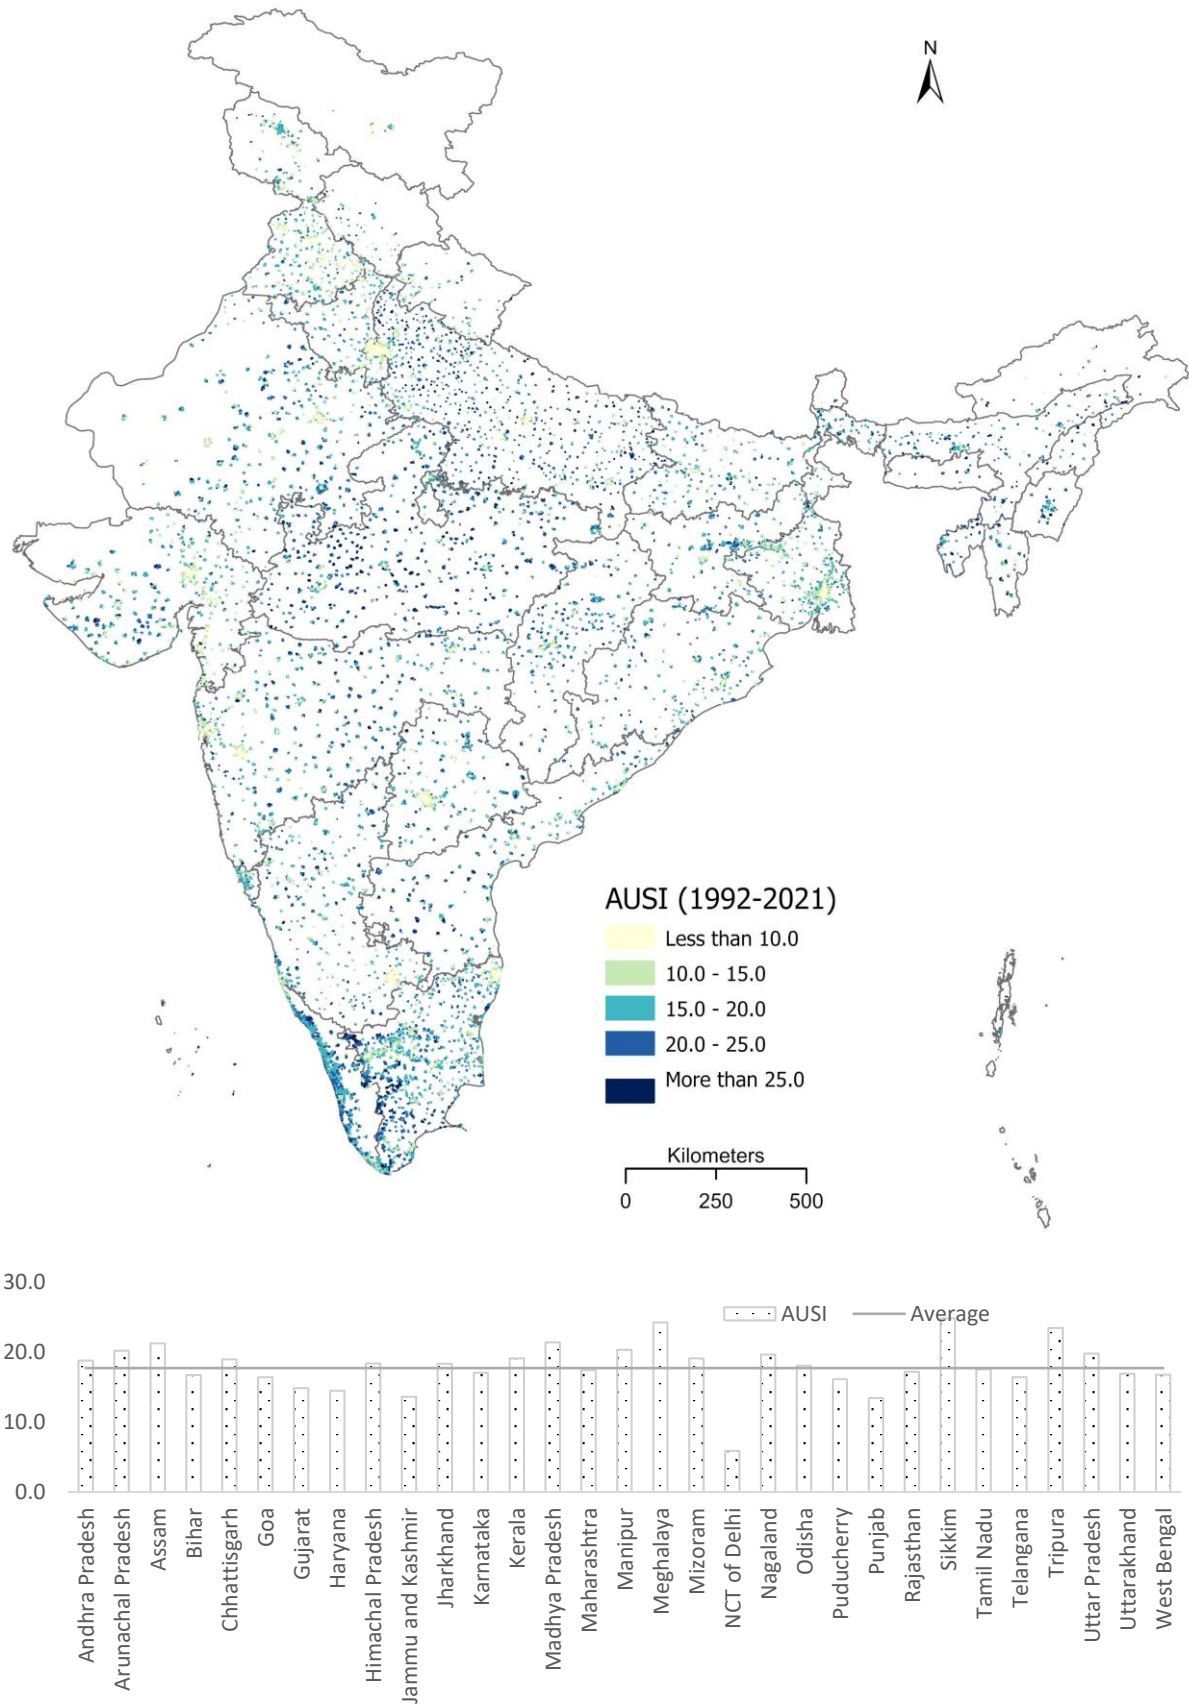 N
AUSI (1992-2021)
Less than 10.0
10.0 - 15.0
15.0 - 20.0
20.0 - 25.0
More than 25.0
Kilometers
0 250 500
30.0
20.0
10.0
0.0
AUSI Average
Andhra Pradesh
Arunachal Pradesh
Assam
Bihar
Chhattisgarh
Goa
Gujarat
Haryana
Himachal Pradesh
Jammu and Kashmir
Jharkhand
Karnataka
Kerala
Madhya Pradesh
Maharashtra
Manipur
Meghalaya
Mizoram
NCT of Delhi
Nagaland
Odisha
Puducherry
Punjab
Rajasthan
Sikkim
Tamil Nadu
Telangana
Tripura
Uttar Pradesh
Uttarakhand
West Bengal